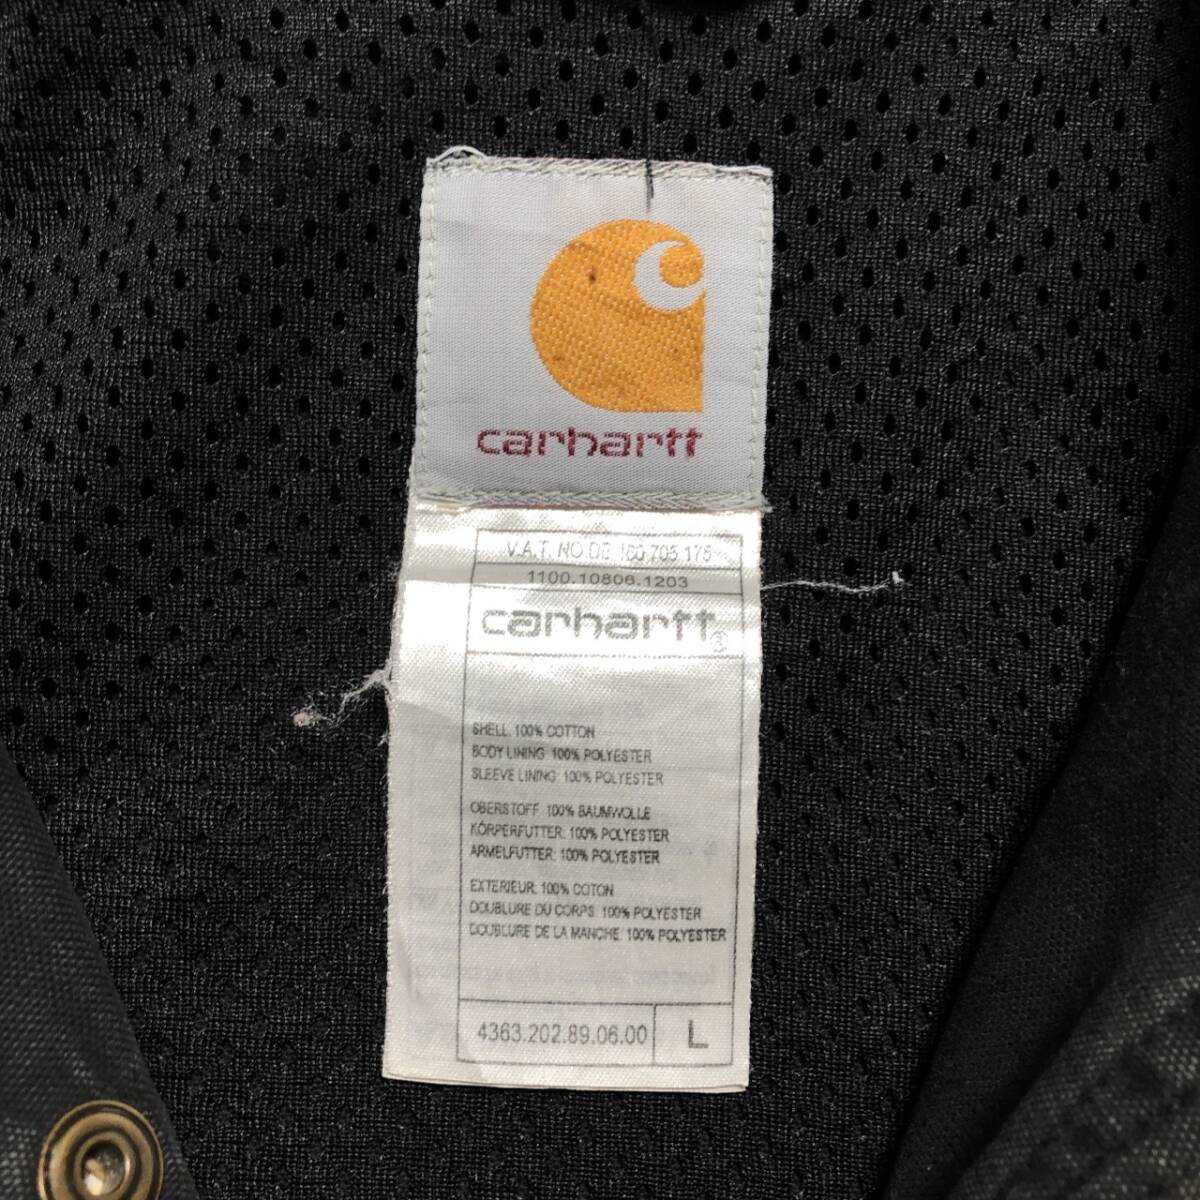 carhartt
V.A.T. NO.DE 160 705 175
1100.10806.1203
carhartt®
SHELL: 100% COTTON
BODY LINING: 100% POLYESTER
SLEEVE LINING: 100% POLYESTER
OBERSTOFF: 100% BAUMWOLLE
KÖRPERFUTTER: 100% POLYESTER
ARMELFUTTER: 100% POLYESTER
EXTERIEUR: 100% COTON
DOUBLURE DU CORPS: 100% POLYESTER
DOUBLURE DE LA MANCHE: 100% POLYESTER
4363.202.89.06.00 L